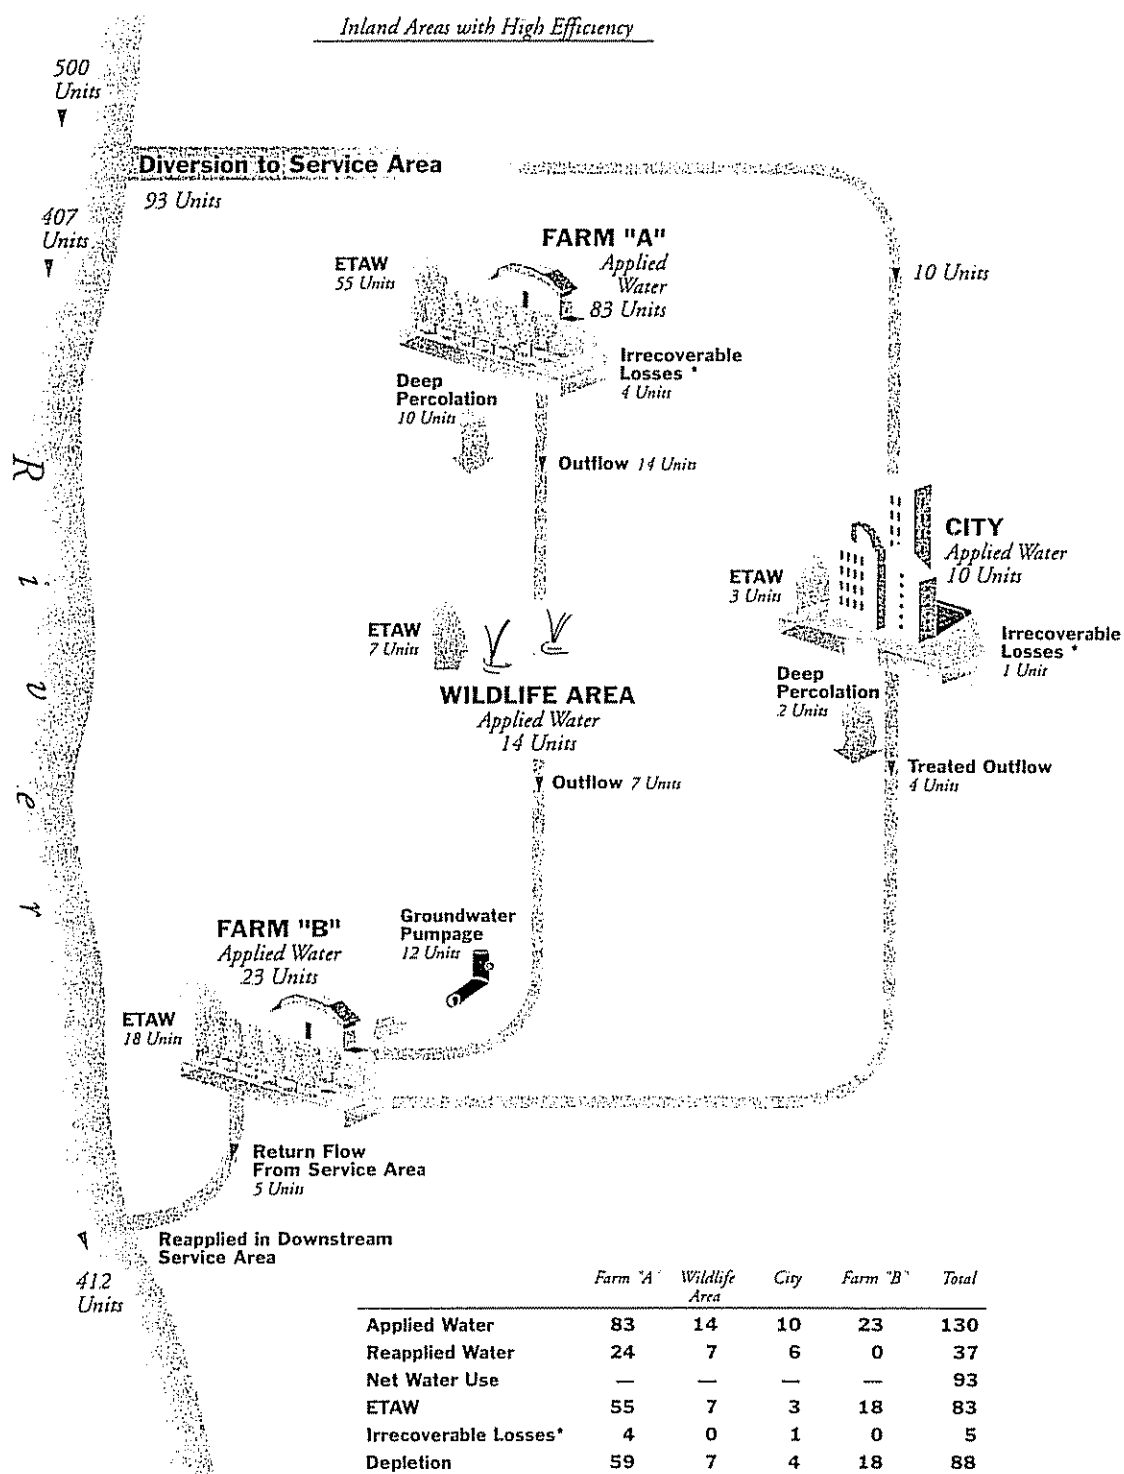 Inland Areas with High Efficiency
500
Units
Diversion to Service Area
93 Units
407
Units
FARM "A"
Applied
Water
83 Units
ETAW
55 Units
10 Units
Irrecoverable
Losses *
4 Units
Deep
Percolation
10 Units
Outflow 14 Units
River
CITY
Applied Water
10 Units
ETAW
3 Units
Irrecoverable
Losses *
1 Unit
ETAW
7 Units
WILDLIFE AREA
Applied Water
14 Units
Deep
Percolation
2 Units
Treated Outflow
4 Units
Outflow 7 Units
FARM "B"
Applied Water
23 Units
Groundwater
Pumpage
12 Units
ETAW
18 Units
Return Flow
From Service Area
5 Units
Reapplied in Downstream
Service Area
412
Units
Farm "A" Wildlife Area City Farm "B" Total
Applied Water 83 14 10 23 130
Reapplied Water 24 7 6 0 37
Net Water Use — — — — 93
ETAW 55 7 3 18 83
Irrecoverable Losses* 4 0 1 0 5
Depletion 59 7 4 18 88